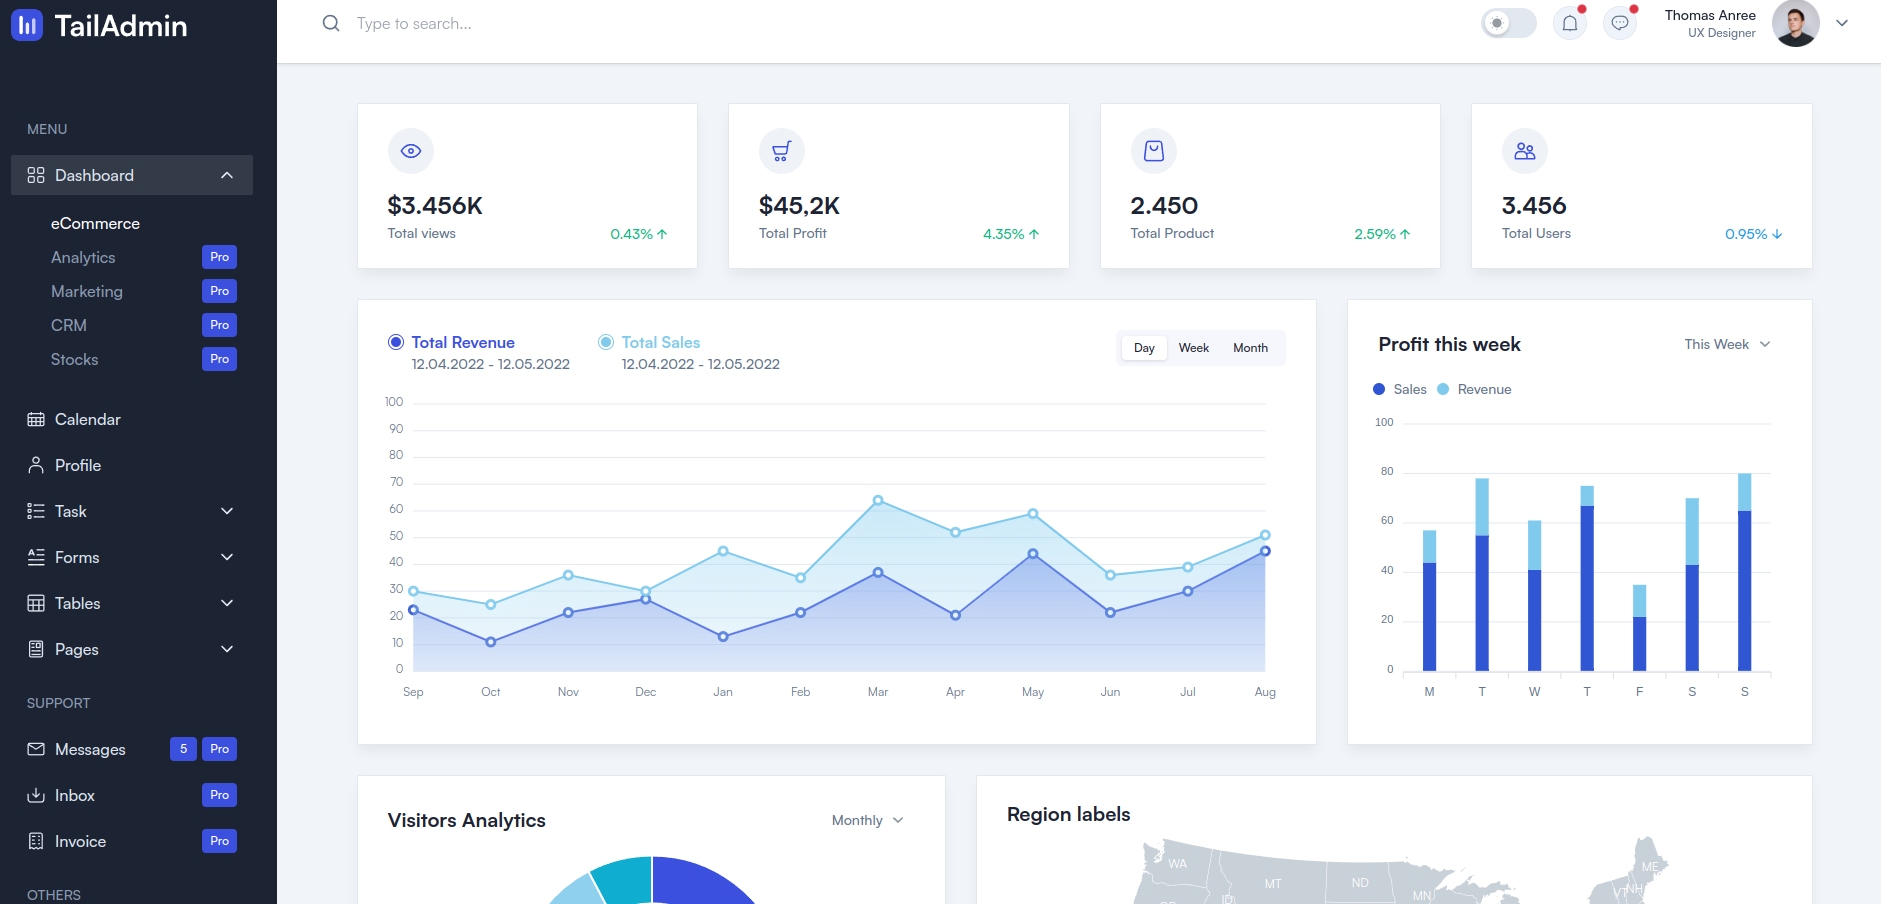 TailAdmin
Type to search...
Thomas Anree
UX Designer
MENU
Dashboard
eCommerce
Analytics Pro
Marketing Pro
CRM Pro
Stocks Pro
Calendar
Profile
Task
Forms
Tables
Pages
SUPPORT
Messages 5 Pro
Inbox Pro
Invoice Pro
OTHERS
$3.456K
Total views 0.43%
$45,2K
Total Profit 4.35%
2.450
Total Product 2.59%
3.456
Total Users 0.95%
Total Revenue
12.04.2022 - 12.05.2022
Total Sales
12.04.2022 - 12.05.2022
Day Week Month
100
90
80
70
60
50
40
30
20
10
0
Sep Oct Nov Dec Jan Feb Mar Apr May Jun Jul Aug
Profit this week
This Week
Sales Revenue
100
80
60
40
20
0
M T W T F S S
Visitors Analytics
Monthly
Region labels
WA
MT
ND
MN
ID
ME
VT
NH